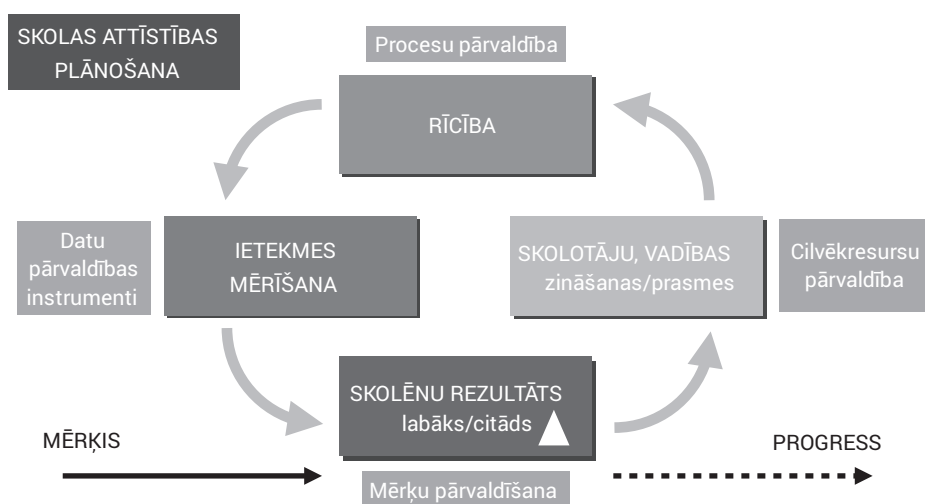 SKOLAS ATTĪSTĪBAS
PLĀNOŠANA
Procesu pārvaldība
RĪCĪBA
Datu
pārvaldības
instrumenti
IETEKMES
MĒRĪŠANA
SKOLOTĀJU, VADĪBAS
zināšanas/prasmes
Cilvēkresursu
pārvaldība
SKOLĒNU REZULTĀTS
labāks/citāds
MĒRĶIS
PROGRESS
Mērķu pārvaldīšana